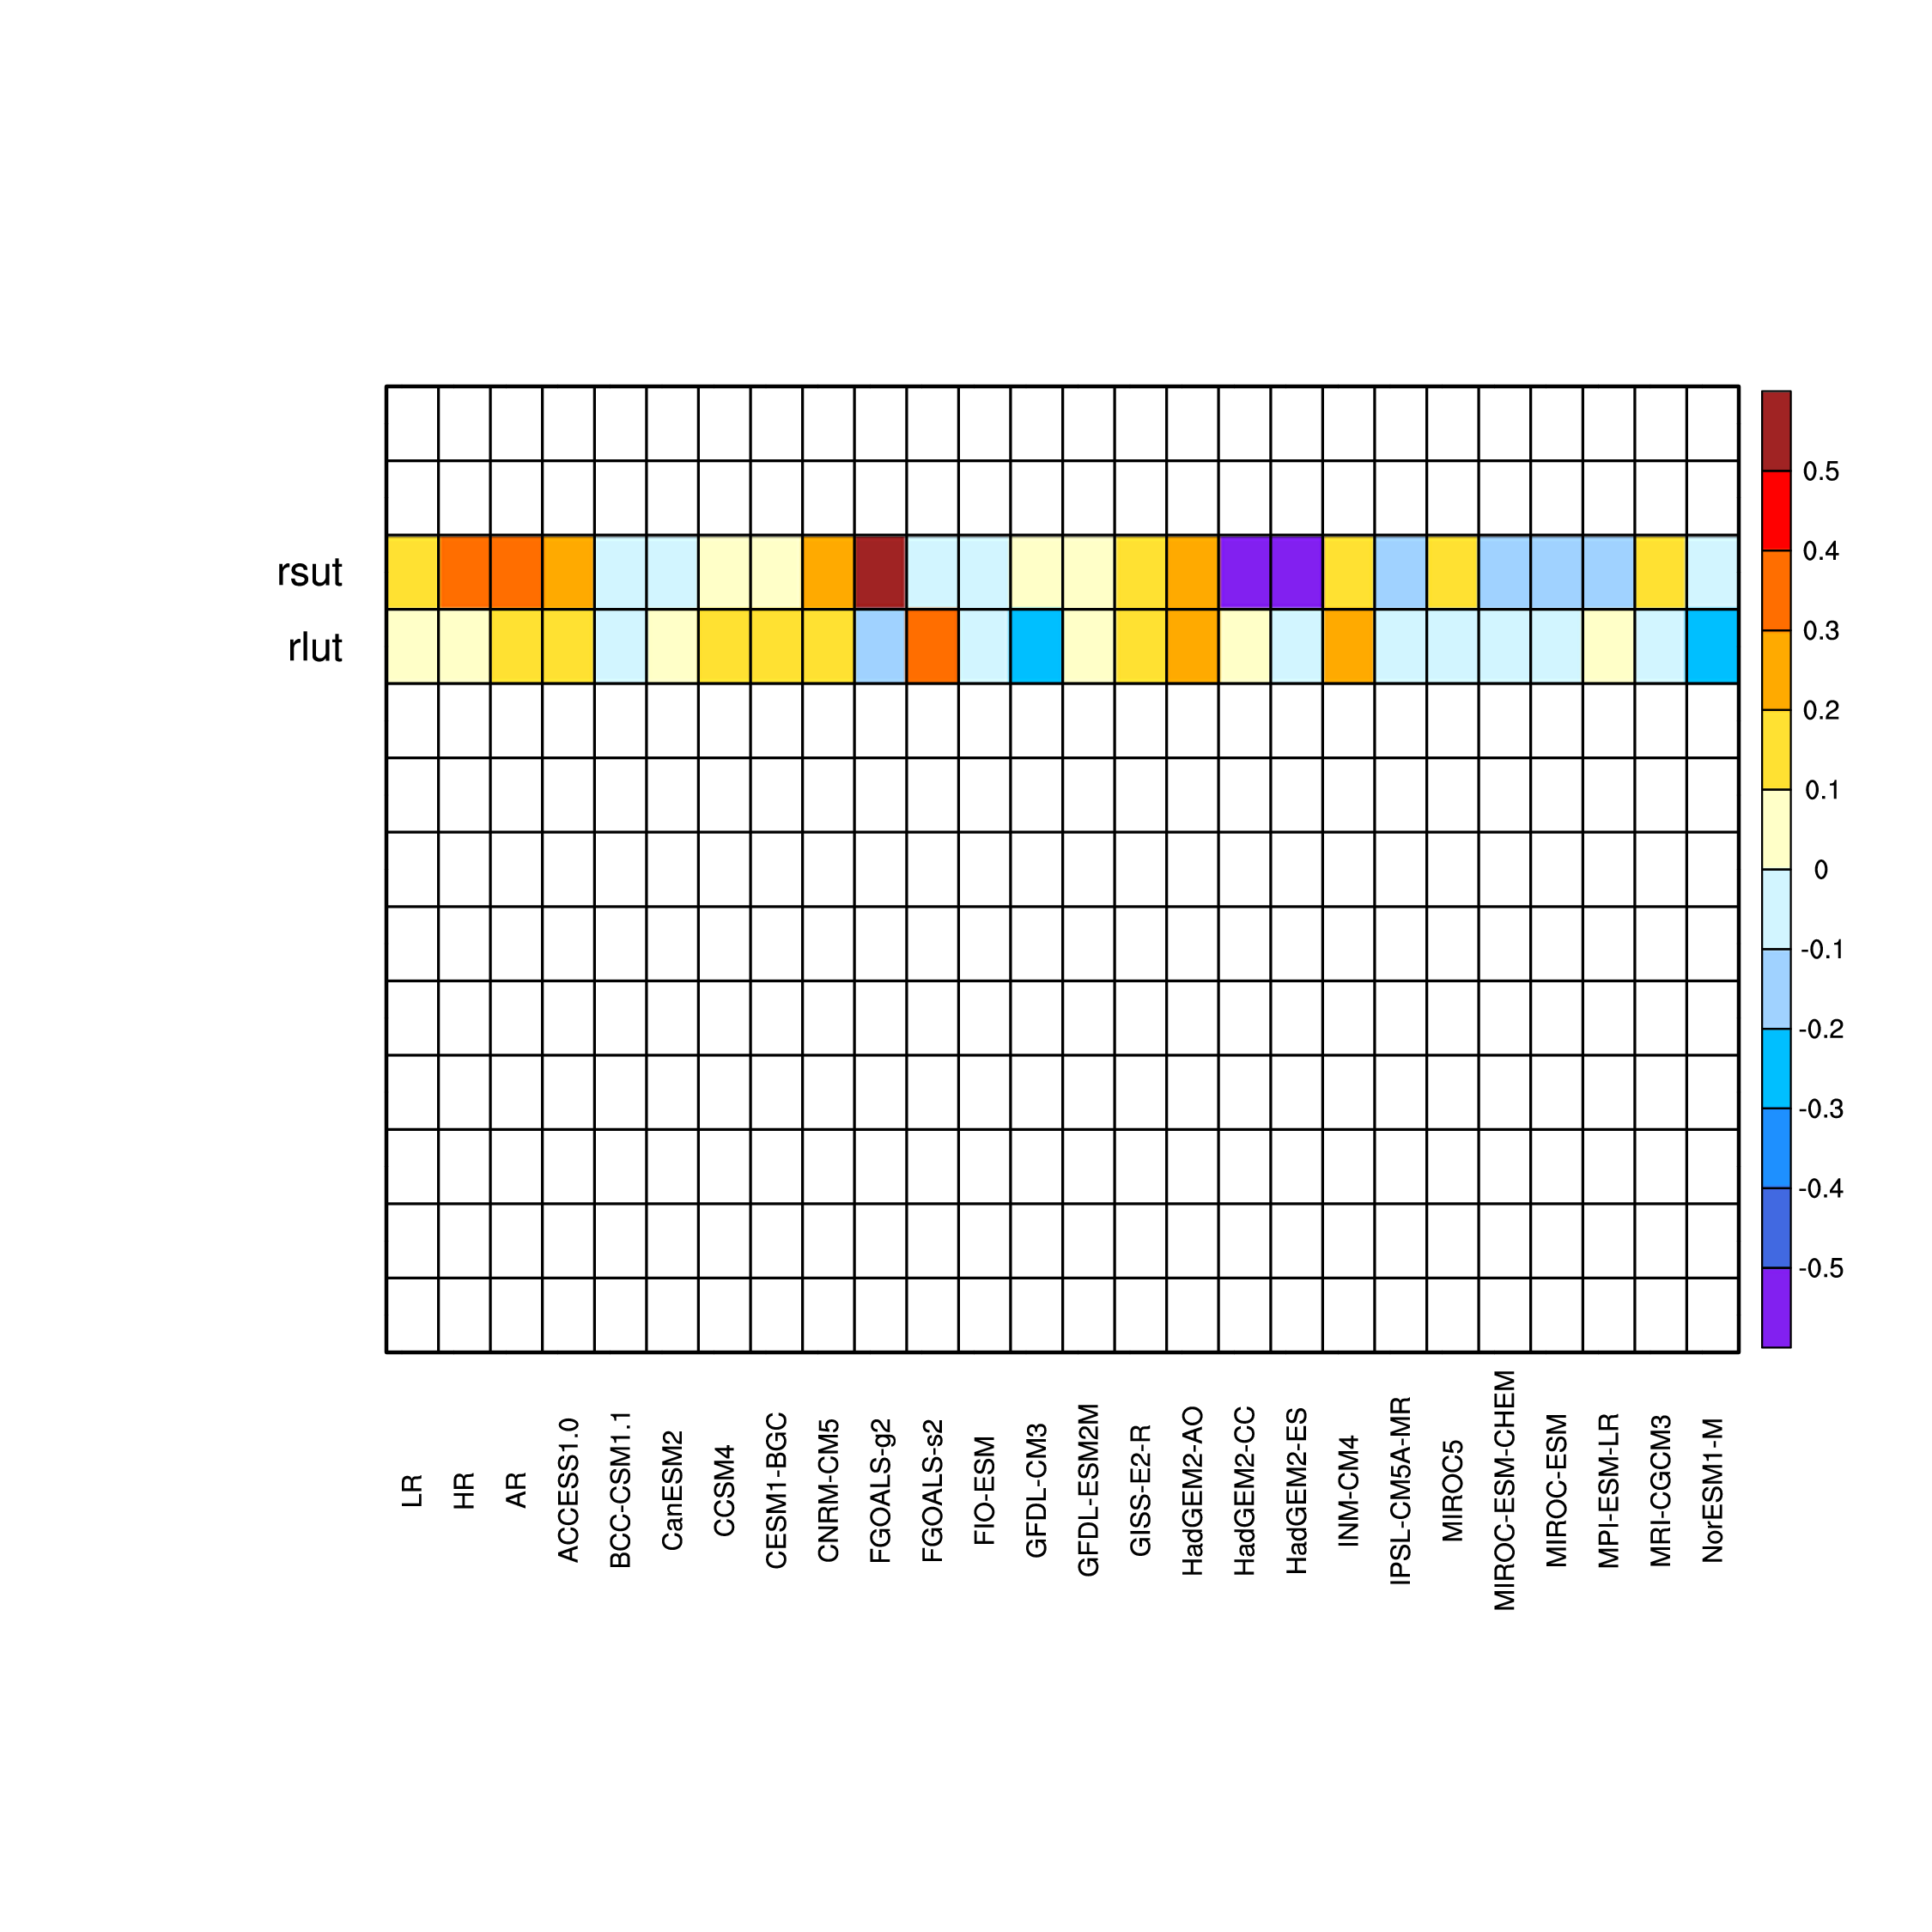 rsut
rlut
0.5
0.4
0.3
0.2
0.1
0
-0.1
-0.2
-0.3
-0.4
-0.5
LR
HR
AR
ACCESS1.0
BCC-CSM1.1
CanESM2
CCSM4
CESM1-BGC
CNRM-CM5
FGOALS-g2
FGOALS-s2
FIO-ESM
GFDL-CM3
GFDL-ESM2M
GISS-E2-R
HadGEM2-AO
HadGEM2-CC
HadGEM2-ES
INM-CM4
IPSL-CM5A-MR
MIROC5
MIROC-ESM-CHEM
MIROC-ESM
MPI-ESM-LR
MRI-CGCM3
NorESM1-M